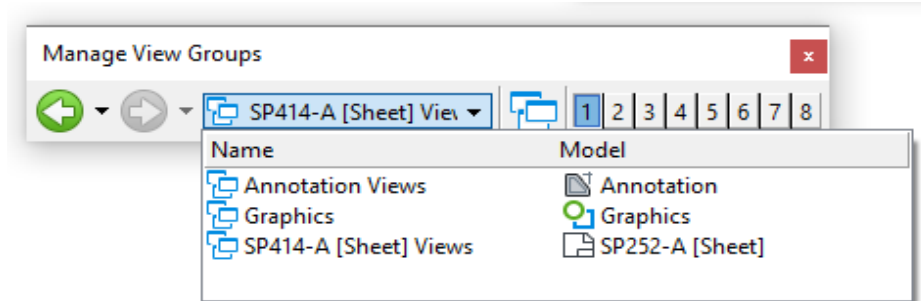 Manage View Groups
x
SP414-A [Sheet] Viev 1 2 3 4 5 6 7 8
Name Model
Annotation Views Annotation
Graphics Graphics
SP414-A [Sheet] Views SP252-A [Sheet]